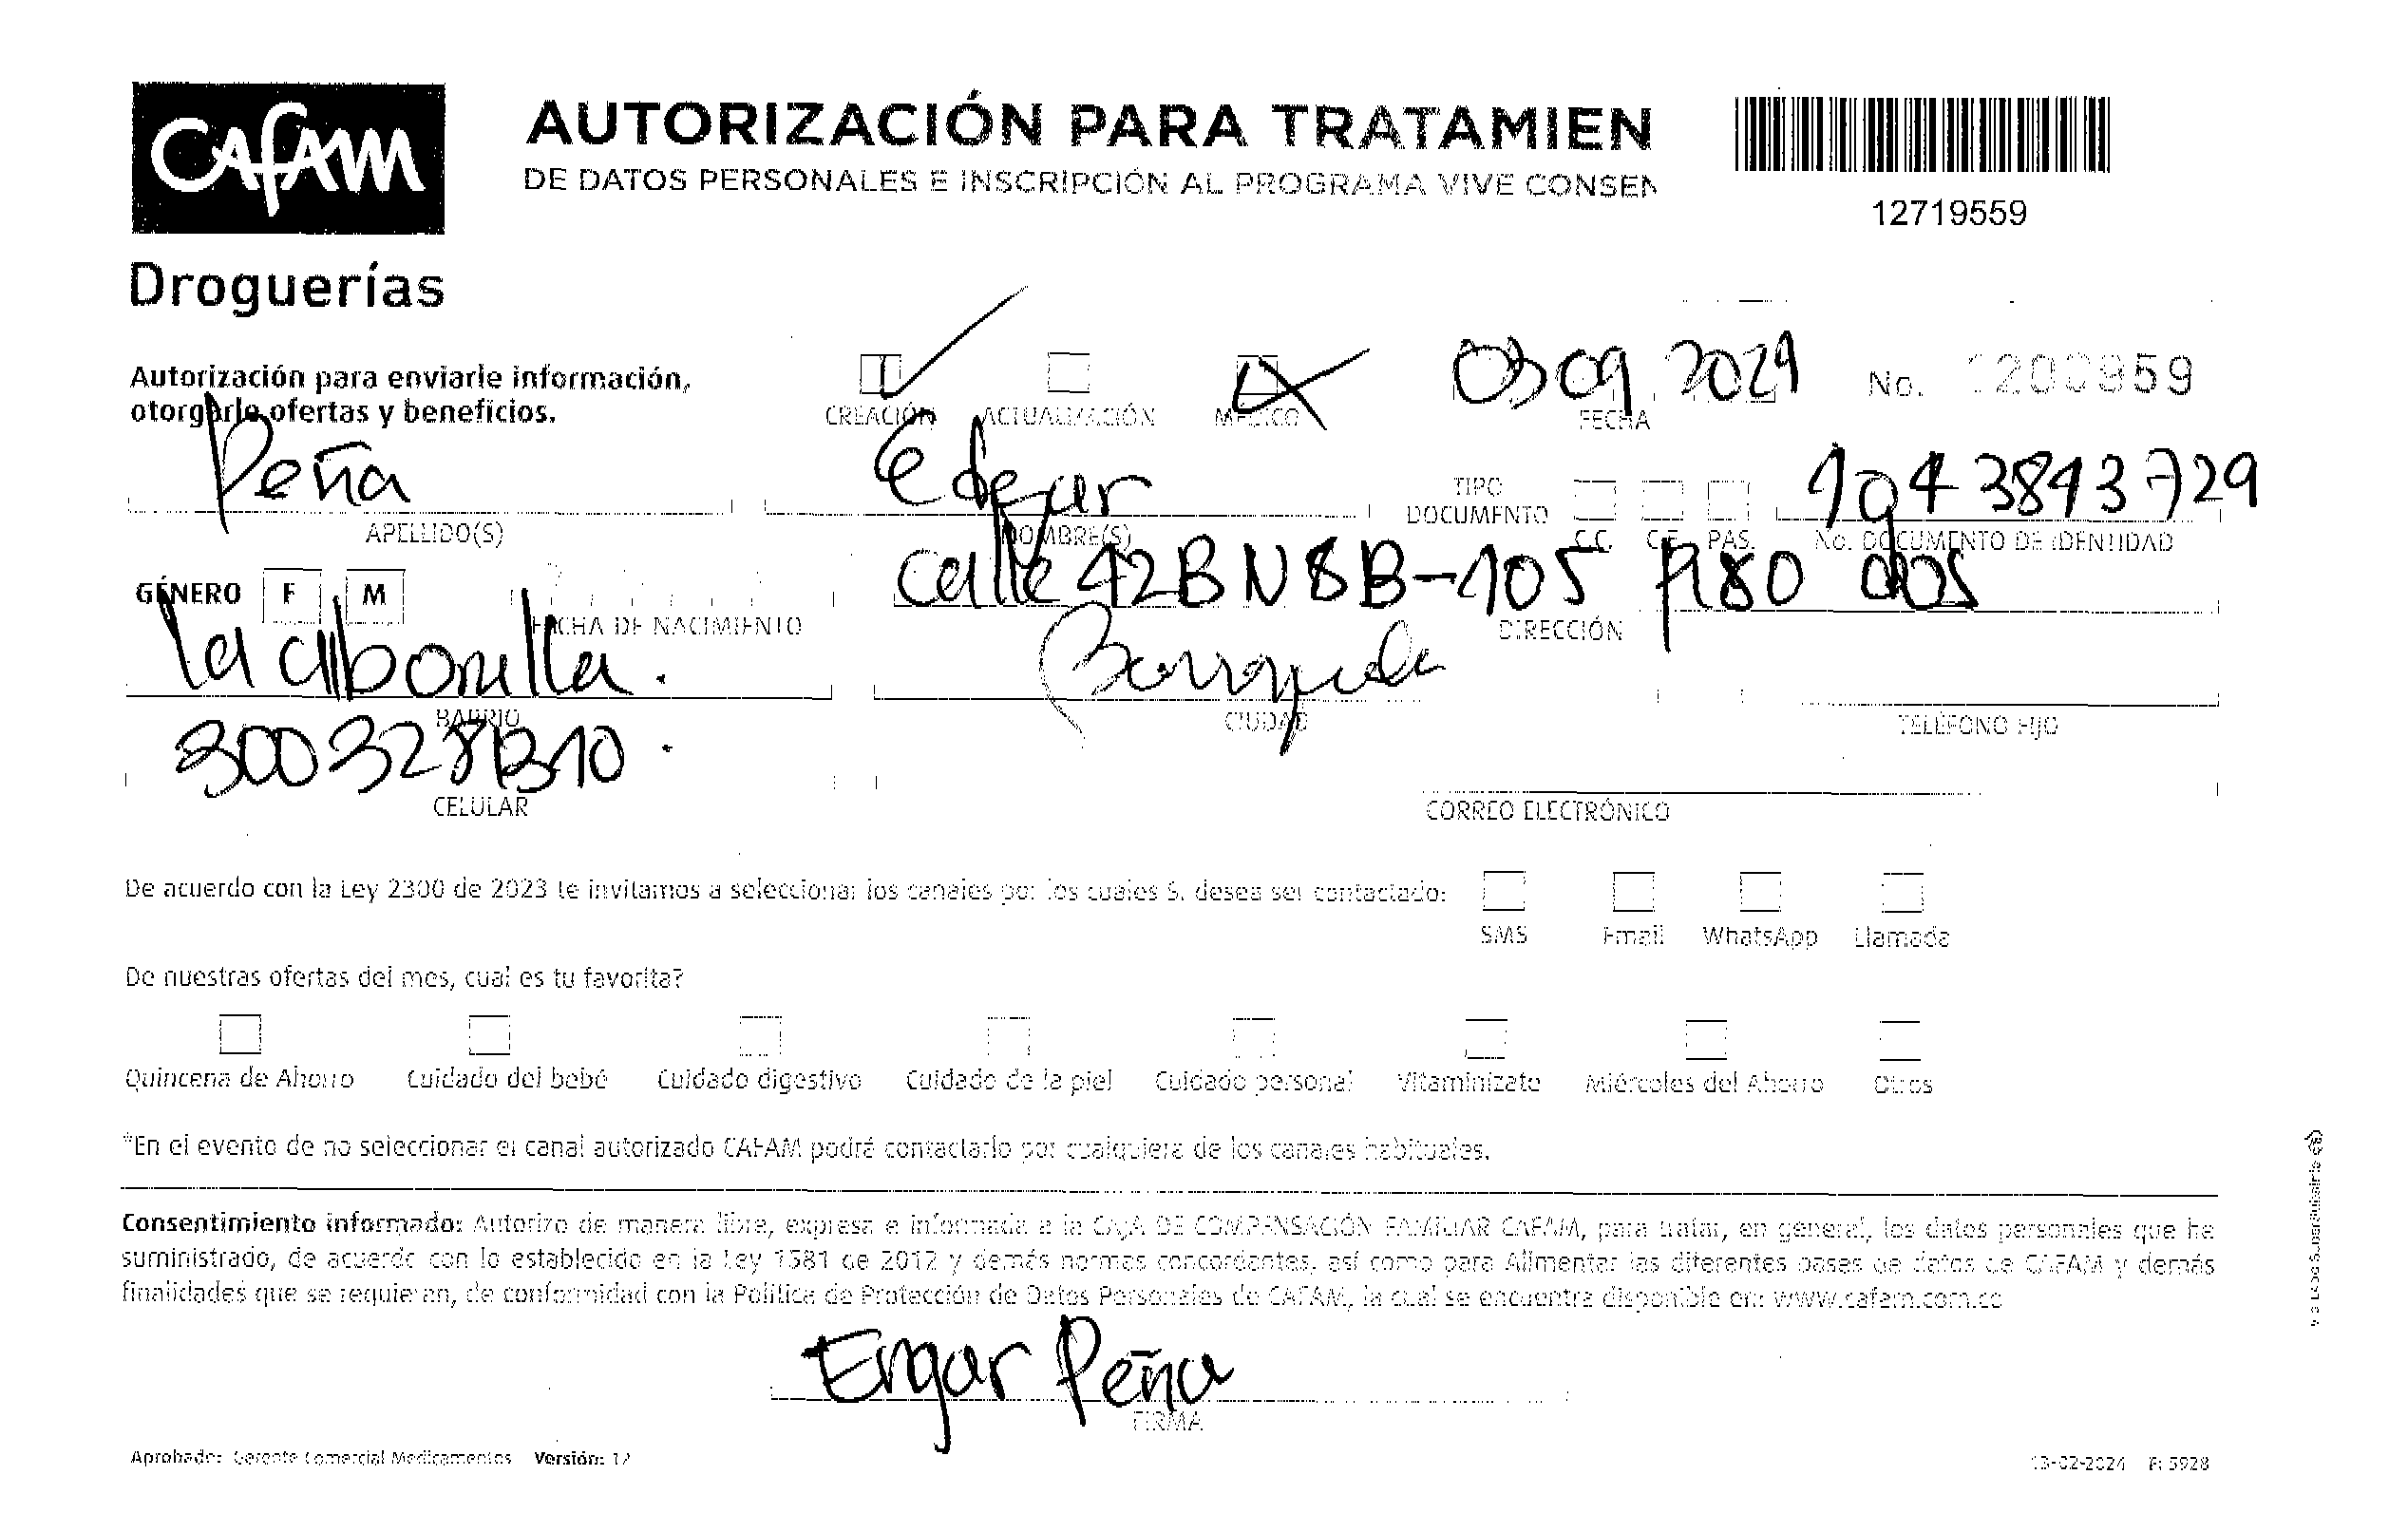 CAFAM
Droguerías
AUTORIZACIÓN PARA TRATAMIEN
DE DATOS PERSONALES E INSCRIPCIÓN AL PROGRAMA VIVE CONSEN
12719559
Autorización para enviarle información,
otorgarle ofertas y beneficios.
CREACIÓN ACTUALIZACIÓN MÉDICO
03 09 2024
FECHA
No. 1200959
Peña
APELLIDO(S)
Edgar
NOMBRE(S)
TIPO
DOCUMENTO
C.C. C.E. PAS.
1043843729
No. DOCUMENTO DE IDENTIDAD
GÉNERO F M
FECHA DE NACIMIENTO
Calle 42B N 8B-105 Piso dos
DIRECCIÓN
BARRIO
CIUDAD
TELÉFONO FIJO
CELULAR
CORREO ELECTRÓNICO
De acuerdo con la Ley 2300 de 2023 te invitamos a seleccionar los canales por los cuales S. desea ser contactado:
SMS Email WhatsApp Llamada
De nuestras ofertas del mes, cual es tu favorita?
Quincena de Ahorro Cuidado del bebé Cuidado digestivo Cuidado de la piel Cuidado personal Vitaminízate Miércoles del Ahorro Otros
*En el evento de no seleccionar el canal autorizado CAFAM podrá contactarlo por cualquiera de los canales habituales.
Consentimiento informado: Autorizo de manera libre, expresa e informada a la CAJA DE COMPENSACIÓN FAMILIAR CAFAM, para tratar, en general, los datos personales que he
suministrado, de acuerdo con lo establecido en la Ley 1581 de 2012 y demás normas concordantes, así como para Alimentar las diferentes bases de datos de CAFAM y demás
finalidades que se requieran, de conformidad con la Política de Protección de Datos Personales de CAFAM, la cual se encuentra disponible en: www.cafam.com.co
Engar Peña
FIRMA
Aprobado: Gerente Comercial Medicamentos Versión: 12
13-02-2024 F: 5928